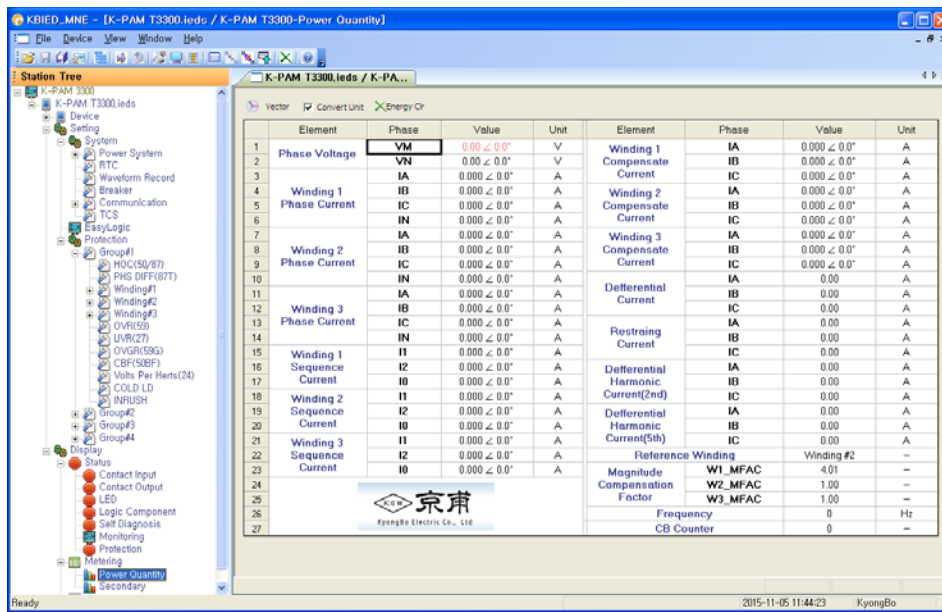 KBIED_MNE - [K-PAM T3300.ieds / K-PAM T3300-Power Quantity]
File Device View Window Help
Station Tree
K-PAM 3300
K-PAM T3300.ieds
Device
Setting
System
Power System
RTC
Waveform Record
Breaker
Communication
TCS
EasyLogic
Protection
Group#1
HOC(50/87)
PHS DIFF(87T)
Winding#1
Winding#2
Winding#3
OVR(59)
UVR(27)
OVGR(59G)
CBF(50BF)
Volts Per Herts(24)
COLD LD
INRUSH
Group#2
Group#3
Group#4
Display
Status
Contact Input
Contact Output
LED
Logic Component
Self Diagnosis
Monitoring
Protection
Metering
Power Quantity
Secondary
K-PAM T3300.ieds / K-PA...
Vector Convert Unit Energy Clr
Element Phase Value Unit Element Phase Value Unit
1 Phase Voltage VM 0.00 ∠ 0.0° V Winding 1 Compensate Current IA 0.000 ∠ 0.0° A
2 VN 0.00 ∠ 0.0° V IB 0.000 ∠ 0.0° A
3 Winding 1 Phase Current IA 0.000 ∠ 0.0° A IC 0.000 ∠ 0.0° A
4 IB 0.000 ∠ 0.0° A Winding 2 Compensate Current IA 0.000 ∠ 0.0° A
5 IC 0.000 ∠ 0.0° A IB 0.000 ∠ 0.0° A
6 IN 0.000 ∠ 0.0° A IC 0.000 ∠ 0.0° A
7 Winding 2 Phase Current IA 0.000 ∠ 0.0° A Winding 3 Compensate Current IA 0.000 ∠ 0.0° A
8 IB 0.000 ∠ 0.0° A IB 0.000 ∠ 0.0° A
9 IC 0.000 ∠ 0.0° A IC 0.000 ∠ 0.0° A
10 IN 0.000 ∠ 0.0° A Defferential Current IA 0.00 A
11 Winding 3 Phase Current IA 0.000 ∠ 0.0° A IB 0.00 A
12 IB 0.000 ∠ 0.0° A IC 0.00 A
13 IC 0.000 ∠ 0.0° A Restraing Current IA 0.00 A
14 IN 0.000 ∠ 0.0° A IB 0.00 A
15 Winding 1 Sequence Current I1 0.000 ∠ 0.0° A IC 0.00 A
16 I2 0.000 ∠ 0.0° A Defferential Harmonic Current(2nd) IA 0.00 A
17 I0 0.000 ∠ 0.0° A IB 0.00 A
18 Winding 2 Sequence Current I1 0.000 ∠ 0.0° A IC 0.00 A
19 I2 0.000 ∠ 0.0° A Defferential Harmonic Current(5th) IA 0.00 A
20 I0 0.000 ∠ 0.0° A IB 0.00 A
21 Winding 3 Sequence Current I1 0.000 ∠ 0.0° A IC 0.00 A
22 I2 0.000 ∠ 0.0° A Reference Winding Winding #2 -
23 I0 0.000 ∠ 0.0° A Magnitude Compensation Factor W1_MFAC 4.01 -
24 W2_MFAC 1.00 -
25 W3_MFAC 1.00 -
26 Frequency 0 Hz
27 CB Counter 0 -
京甫
KyongBo Electric Co., Ltd
Ready 2015-11-05 11:44:23 KyongBo